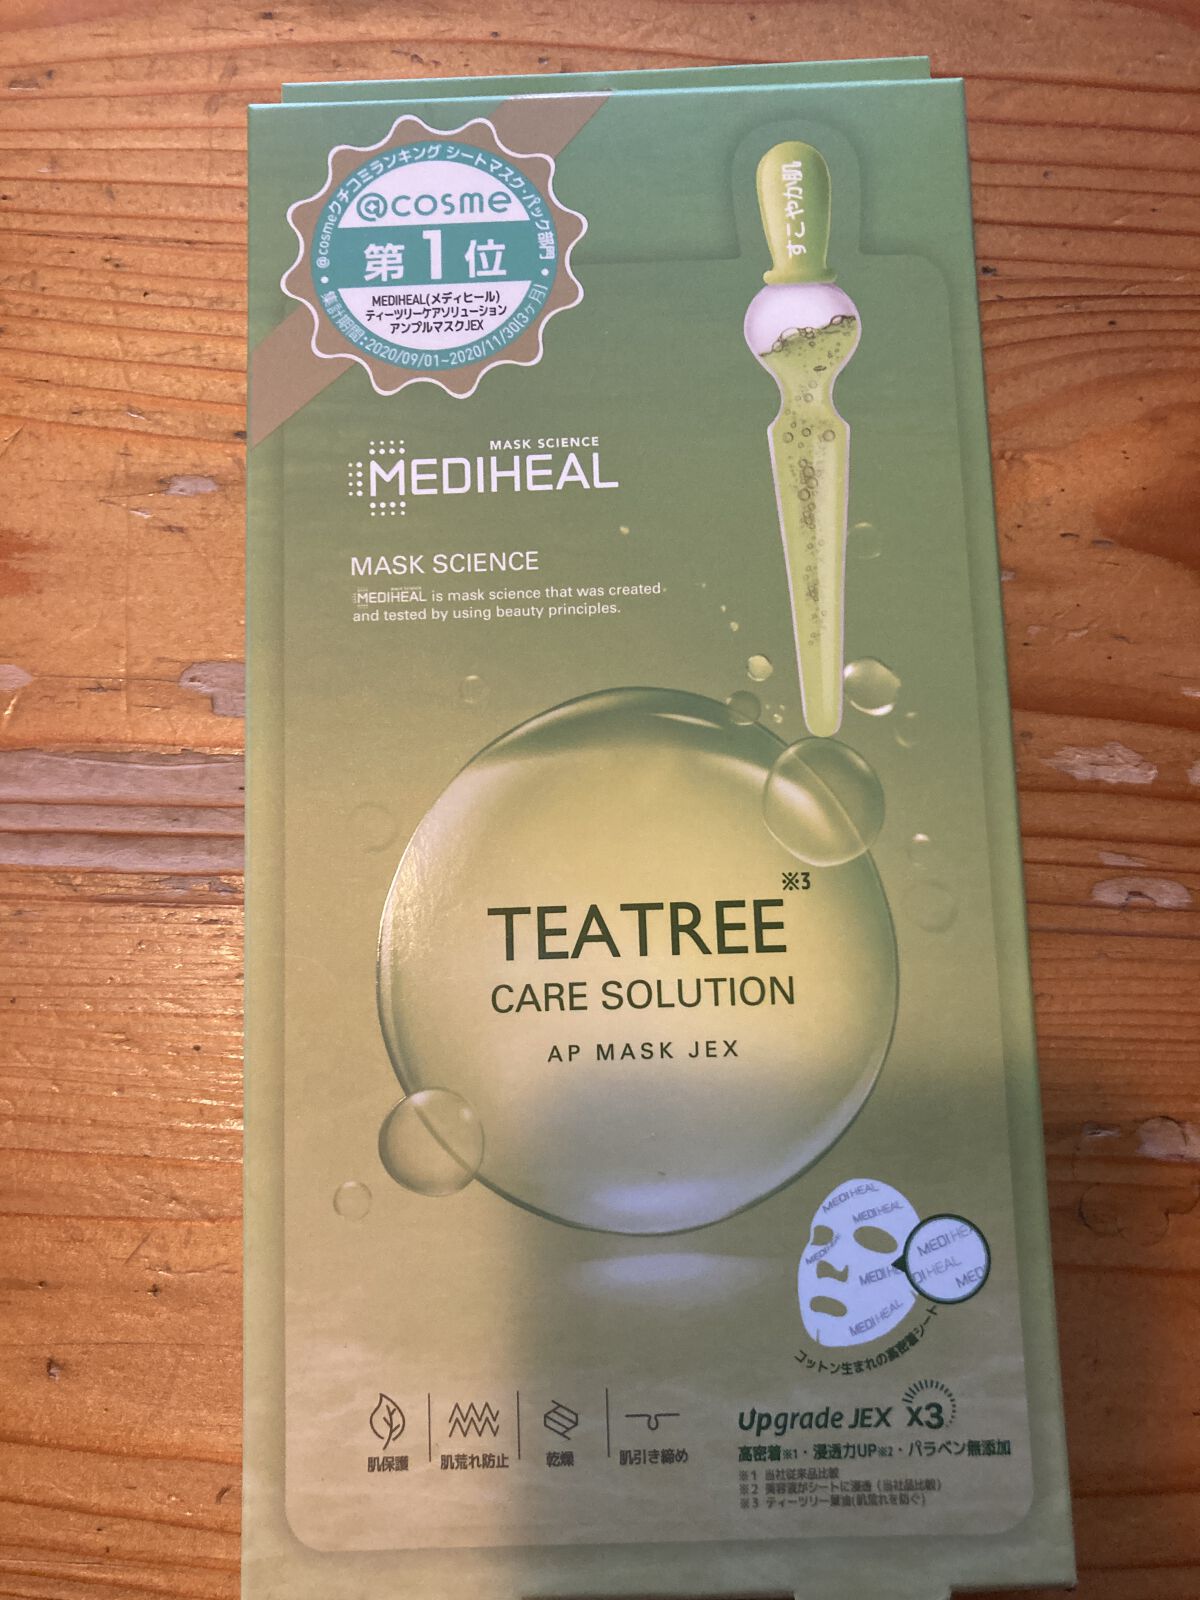 @cosmeクチコミランキング シートマスク・パック部門
@cosme
第1位
MEDIHEAL(メディヒール)
ティーツリーケアソリューション
アンプルマスクJEX
集計期間:2020/09/01~2020/11/30(3ヶ月)
すこやか肌
MASK SCIENCE
MEDIHEAL
MASK SCIENCE
MEDIHEAL is mask science that was created
and tested by using beauty principles.
TEATREE※3
CARE SOLUTION
AP MASK JEX
MEDIHEAL
MEDIHEAL
MEDIHEAL
MEDIHEAL
コットン生まれの高密着シート
肌保護
肌荒れ防止
乾燥
肌引き締め
Upgrade JEX X3
高密着※1・浸透力UP※2・パラベン無添加
※1 当社従来品比較
※2 美容液がシートに浸透(当社品比較)
※3 ティーツリー葉油(肌荒れを防ぐ)